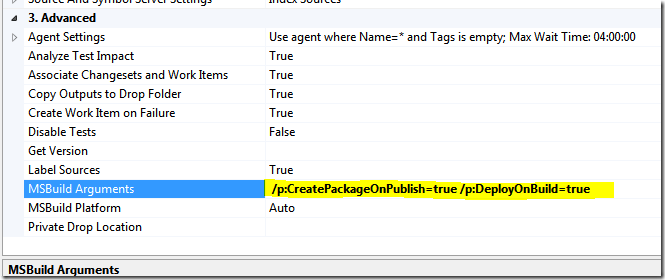 Source And Symbol Server Settings Index Sources
3. Advanced
Agent Settings Use agent where Name=* and Tags is empty; Max Wait Time: 04:00:00
Analyze Test Impact True
Associate Changesets and Work Items True
Copy Outputs to Drop Folder True
Create Work Item on Failure True
Disable Tests False
Get Version
Label Sources True
MSBuild Arguments /p:CreatePackageOnPublish=true /p:DeployOnBuild=true
MSBuild Platform Auto
Private Drop Location
MSBuild Arguments